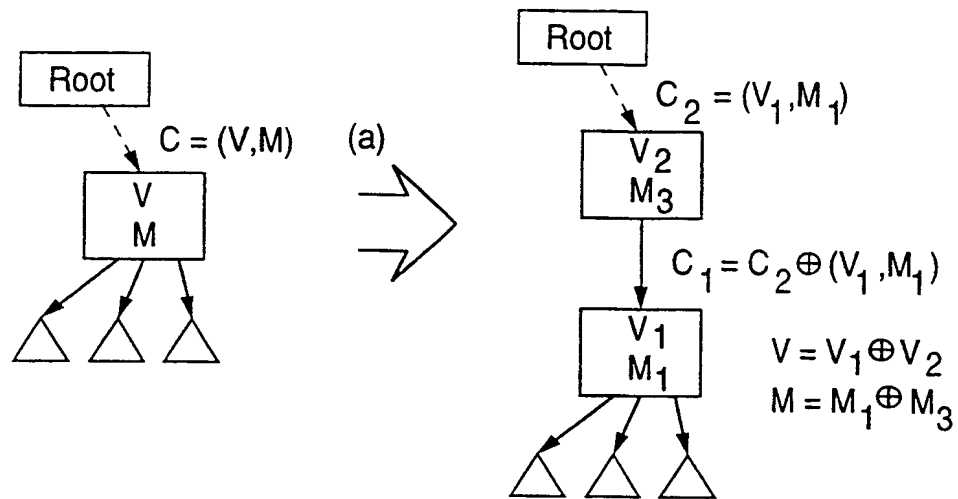 Root
C = (V,M)
V
M
(a)
Root
C₂ = (V₁,M₁)
V₂
M₃
C₁ = C₂ ⊕ (V₁,M₁)
V₁
M₁
V = V₁ ⊕ V₂
M = M₁ ⊕ M₃